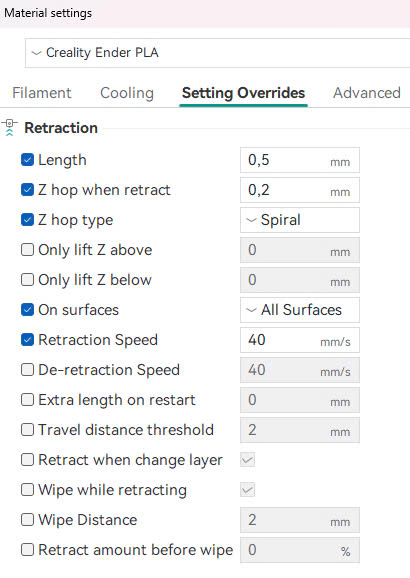 Material settings
Creality Ender PLA
Filament Cooling Setting Overrides Advanced
Retraction
Length 0,5 mm
Z hop when retract 0,2 mm
Z hop type Spiral
Only lift Z above 0 mm
Only lift Z below 0 mm
On surfaces All Surfaces
Retraction Speed 40 mm/s
De-retraction Speed 40 mm/s
Extra length on restart 0 mm
Travel distance threshold 2 mm
Retract when change layer
Wipe while retracting
Wipe Distance 2 mm
Retract amount before wipe 0 %